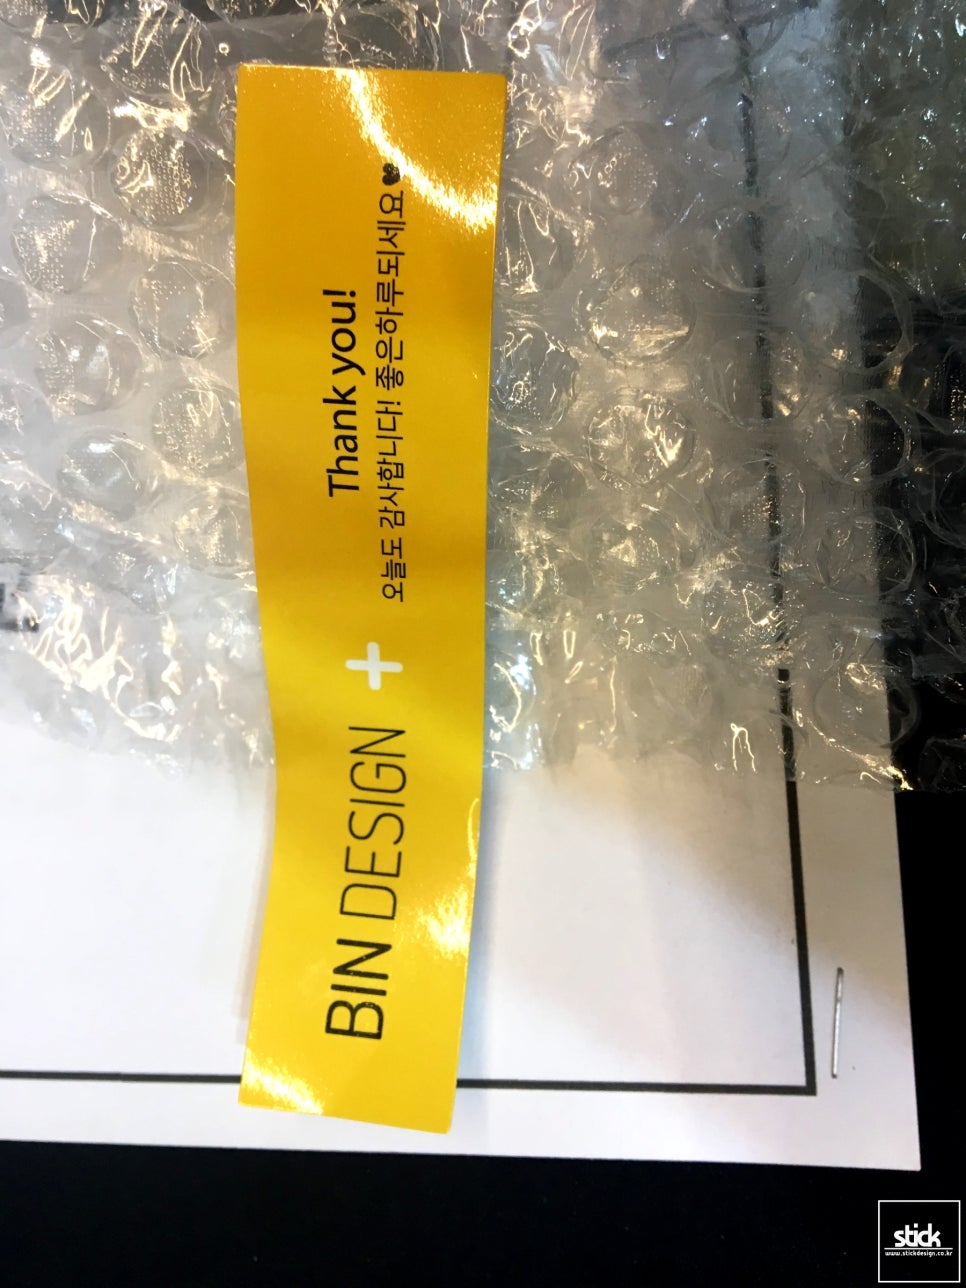 BIN DESIGN +
Thank you!
오늘도 감사합니다! 좋은하루되세요♥
stick
www.stickdesign.co.kr